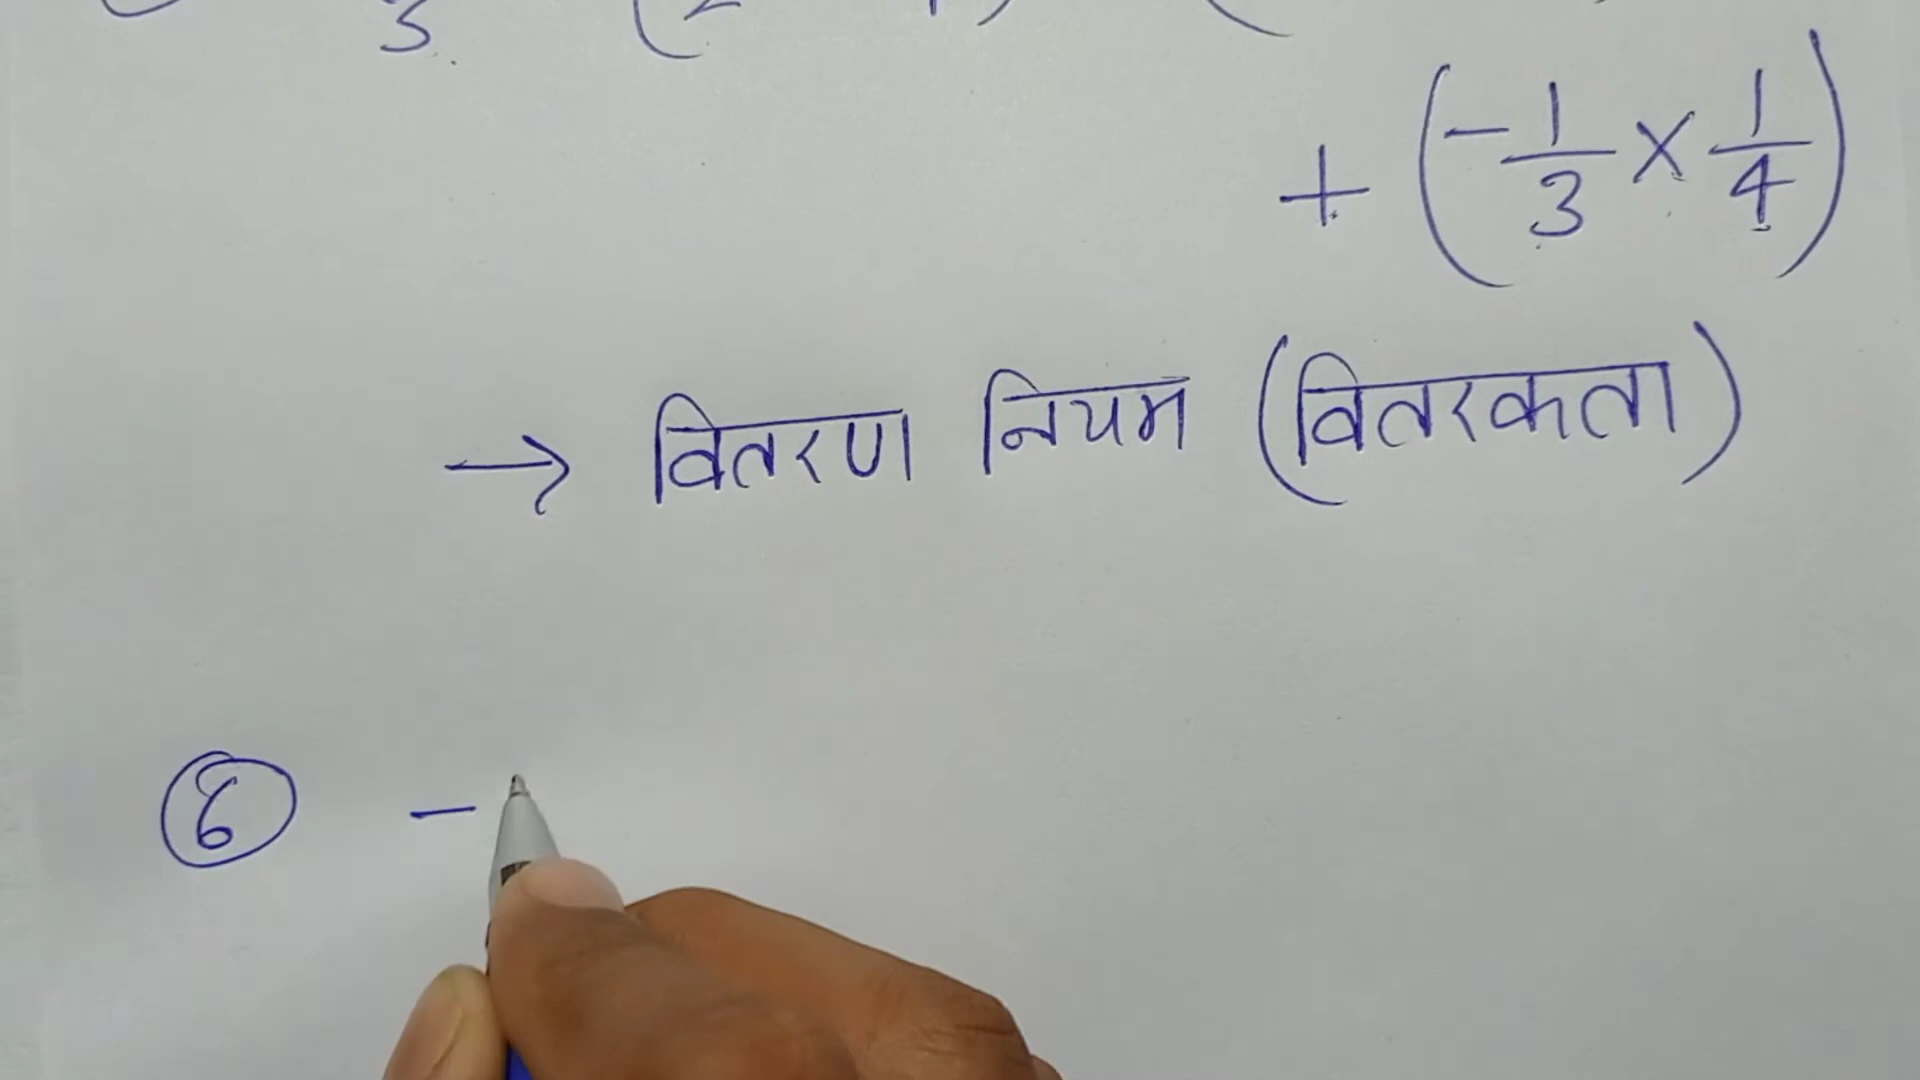 + (-1/3 × 1/4)
→ वितरण नियम (वितरकता)
⑥ -